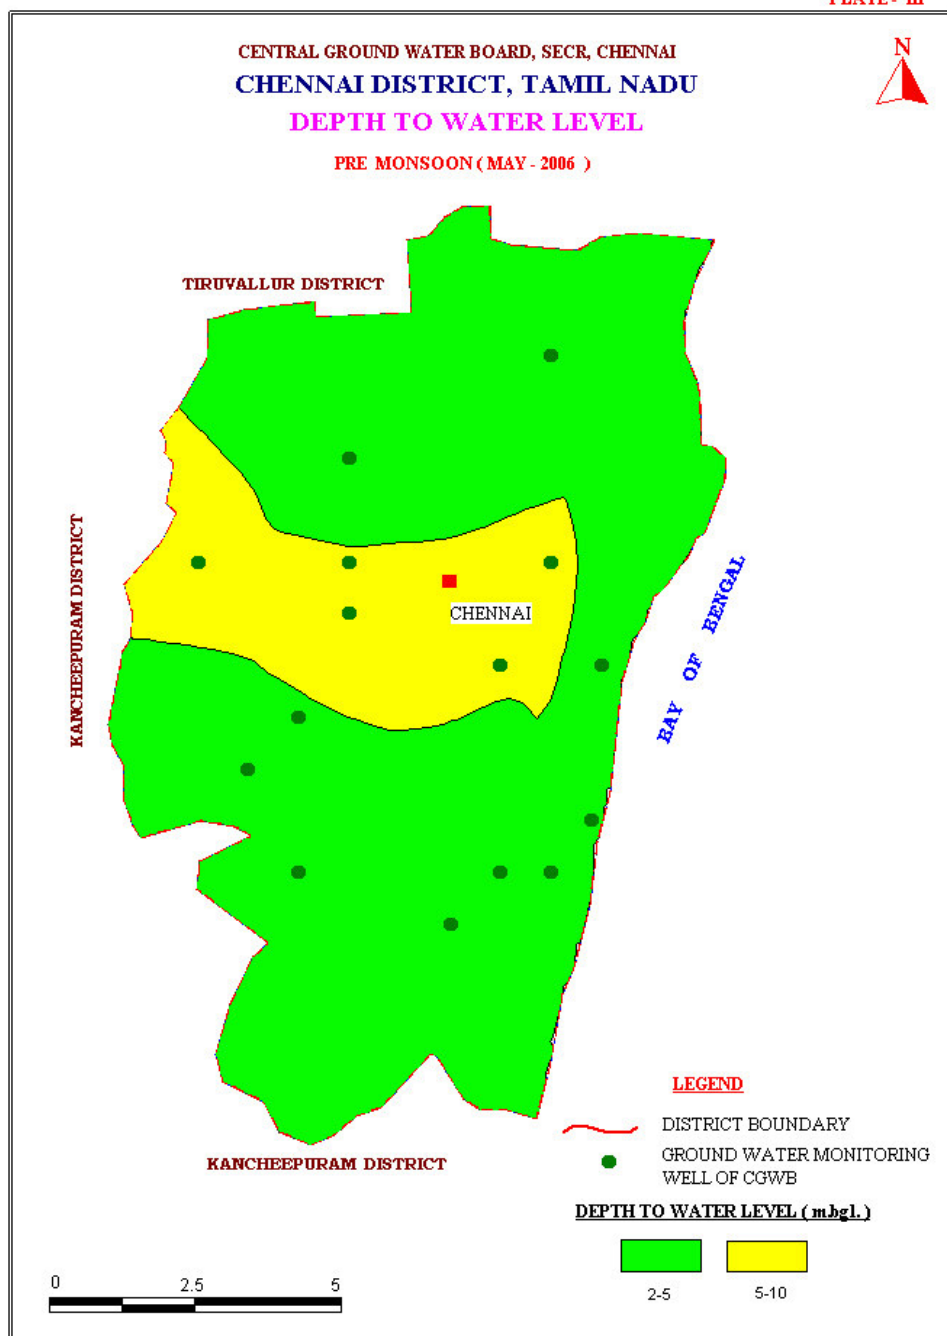 PLATE - III
CENTRAL GROUND WATER BOARD, SECR, CHENNAI
CHENNAI DISTRICT, TAMIL NADU
DEPTH TO WATER LEVEL
PRE MONSOON ( MAY - 2006 )
N
TIRUVALLUR DISTRICT
KANCHEEPURAM DISTRICT
CHENNAI
BAY OF BENGAL
KANCHEEPURAM DISTRICT
LEGEND
DISTRICT BOUNDARY
GROUND WATER MONITORING
WELL OF CGWB
DEPTH TO WATER LEVEL ( m.bgl. )
2-5
5-10
0 2.5 5